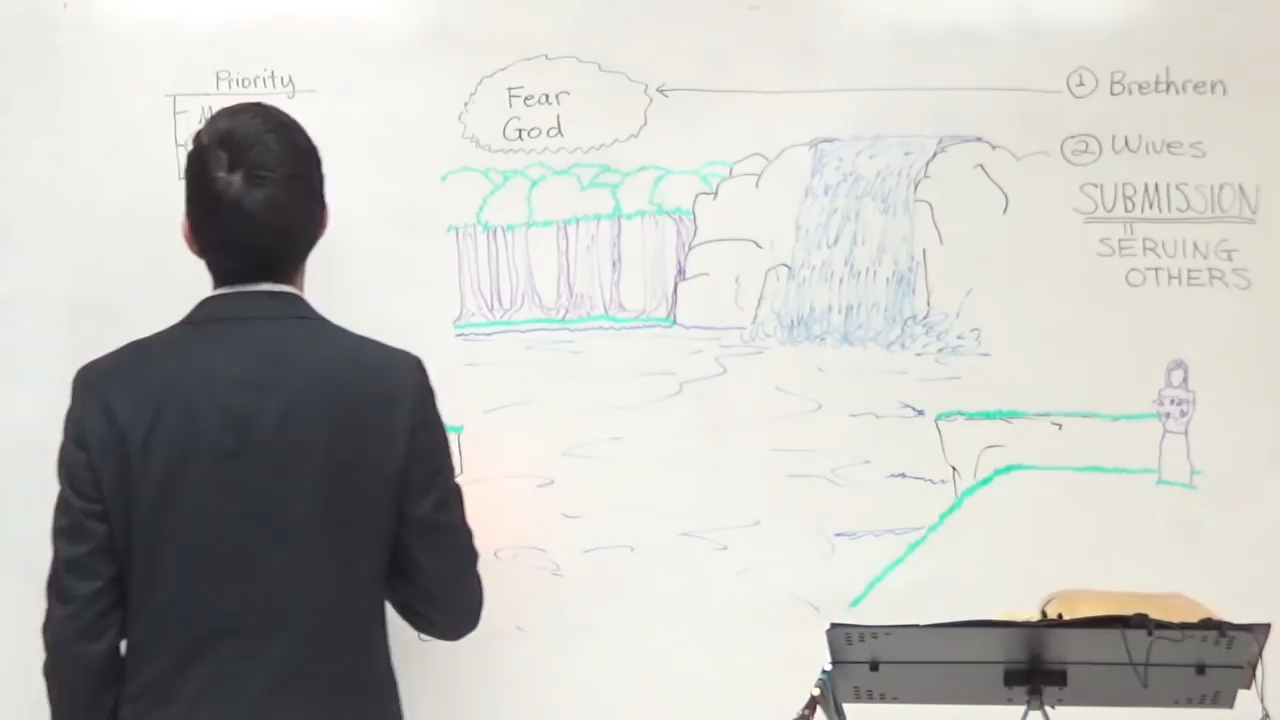 Priority
Fear
God
① Brethren
② Wives
SUBMISSION
=
SERVING
OTHERS